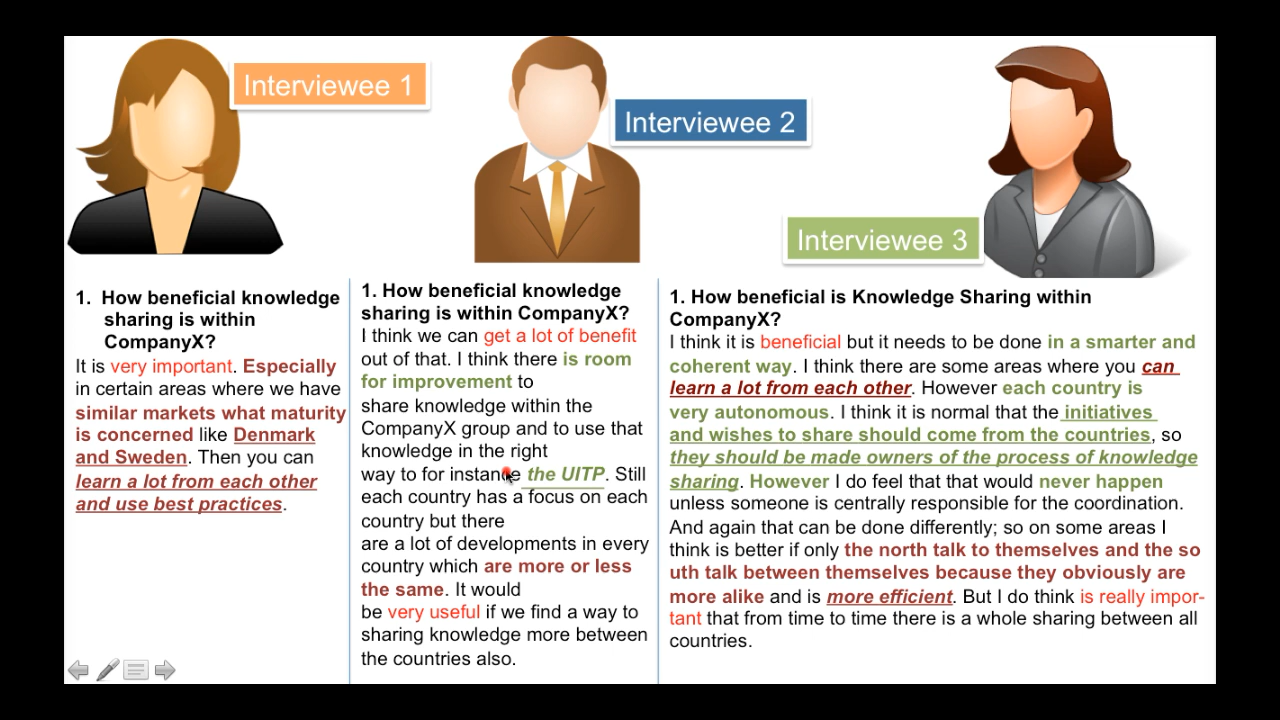 Interviewee 1
Interviewee 2
Interviewee 3
1. How beneficial knowledge
sharing is within
CompanyX?
It is very important. Especially
in certain areas where we have
similar markets what maturity
is concerned like Denmark
and Sweden. Then you can
learn a lot from each other
and use best practices.
1. How beneficial knowledge
sharing is within CompanyX?
I think we can get a lot of benefit
out of that. I think there is room
for improvement to
share knowledge within the
CompanyX group and to use that
knowledge in the right
way to for instance the UITP. Still
each country has a focus on each
country but there
are a lot of developments in every
country which are more or less
the same. It would
be very useful if we find a way to
sharing knowledge more between
the countries also.
1. How beneficial is Knowledge Sharing within
CompanyX?
I think it is beneficial but it needs to be done in a smarter and
coherent way. I think there are some areas where you can
learn a lot from each other. However each country is
very autonomous. I think it is normal that the initiatives
and wishes to share should come from the countries, so
they should be made owners of the process of knowledge
sharing. However I do feel that that would never happen
unless someone is centrally responsible for the coordination.
And again that can be done differently; so on some areas I
think is better if only the north talk to themselves and the so
uth talk between themselves because they obviously are
more alike and is more efficient. But I do think is really impor-
tant that from time to time there is a whole sharing between all
countries.